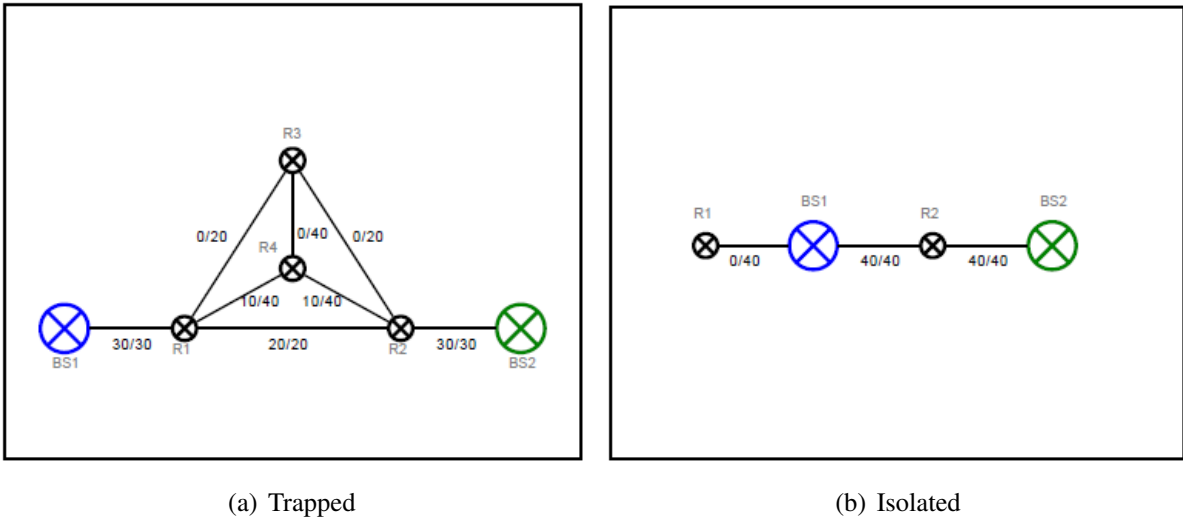 R3
0/20
R4
0/40
0/20
10/40
10/40
BS1
30/30
R1
20/20
R2
30/30
BS2
(a) Trapped
R1
BS1
R2
BS2
0/40
40/40
40/40
(b) Isolated